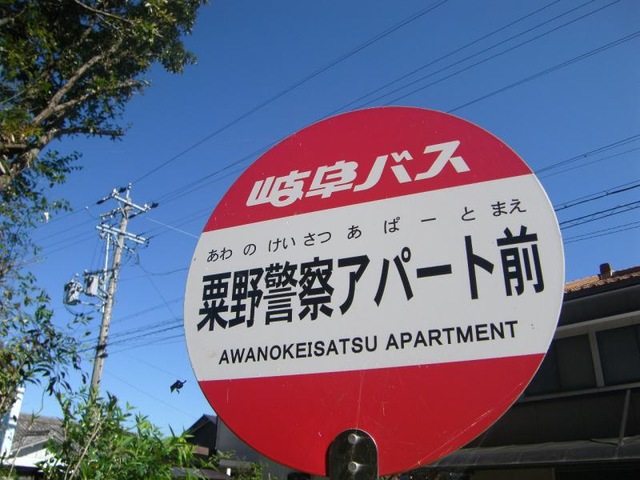 岐阜バス
あわ の けい さつ あ ぱ ー と まえ
粟野警察アパート前
AWANOKEISATSU APARTMENT